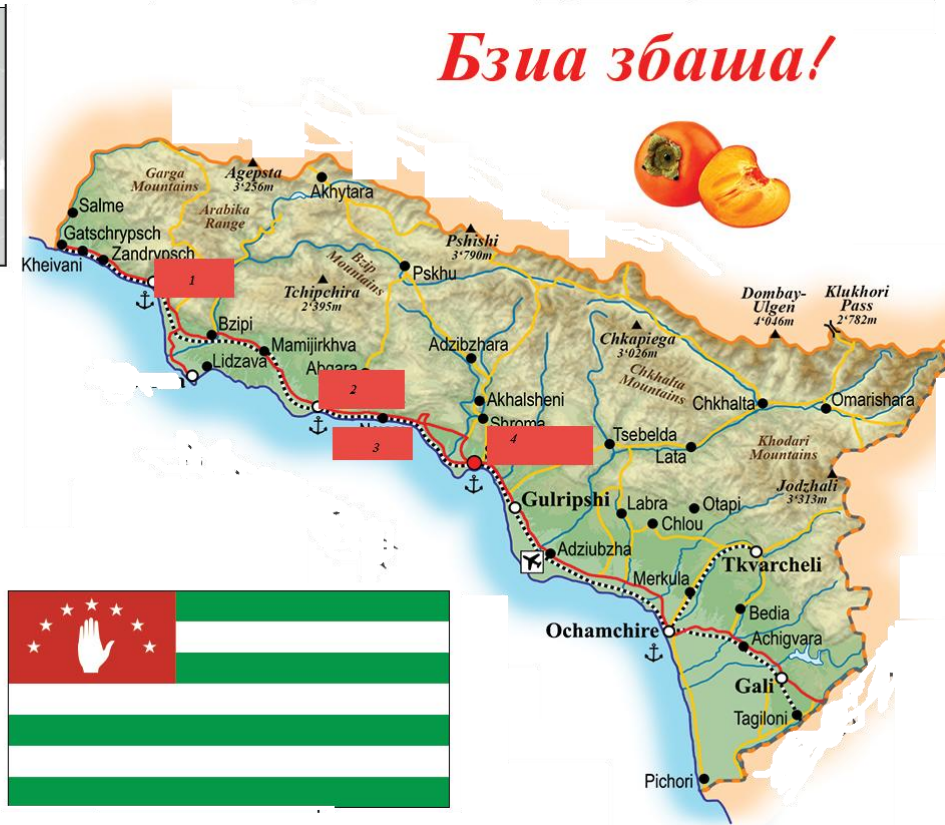 Бзиа збаша!
Garga
Mountains
Agepsta
3'256m
Akhytara
Salme
Arabika
Range
Gatschrypsch
Kheivani
Zandrypsch
1
Bzip
Mountains
Pskhu
Pshishi
3'790m
Tchipchira
2'395m
Dombay-
Ulgen
4'046m
Klukhori
Pass
2'782m
Bzipi
Mamijirkhva
Lidzava
Abgara
Adzibzhara
Chkapiega
3'026m
Chkhalta
Mountains
2
Akhalsheni
Shroma
Chkhalta
Omarishara
3
4
Tsebelda
Lata
Khodari
Mountains
Jodzhali
3'313m
Gulripshi
Labra
Otapi
Chlou
Adziubzha
Tkvarcheli
Merkula
Bedia
Ochamchire
Achigvara
Gali
Tagiloni
Pichori